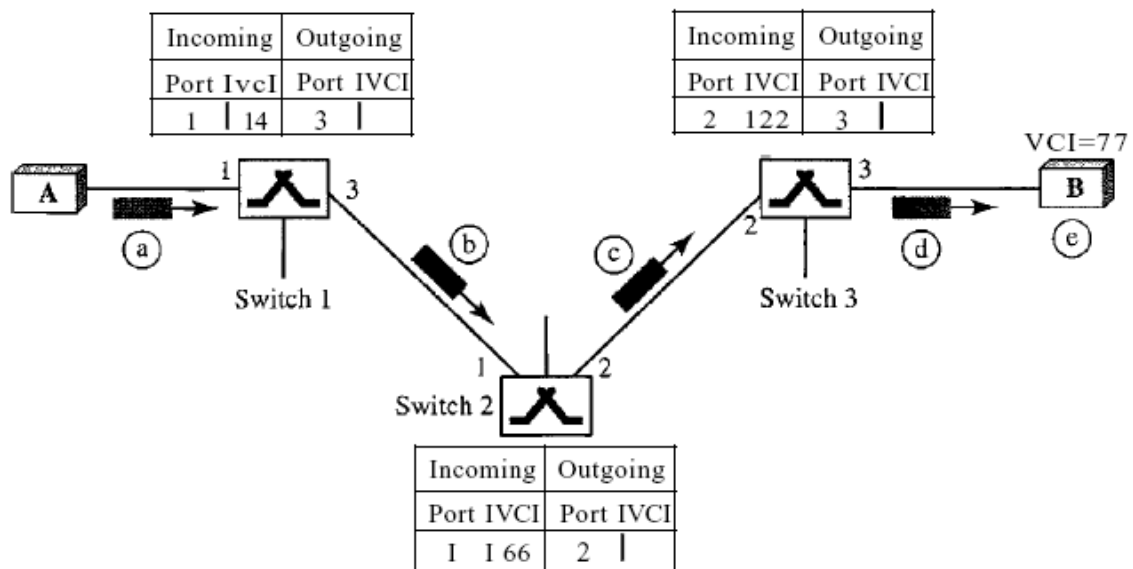 Incoming Outgoing
Port IvcI Port IVCI
1 | 14 3 |
Incoming Outgoing
Port IVCI Port IVCI
2 122 3 |
VCI=77
A
1
3
a
b
Switch 1
c
2
3
d
B
e
Switch 3
1
2
Switch 2
Incoming Outgoing
Port IVCI Port IVCI
I I 66 2 |